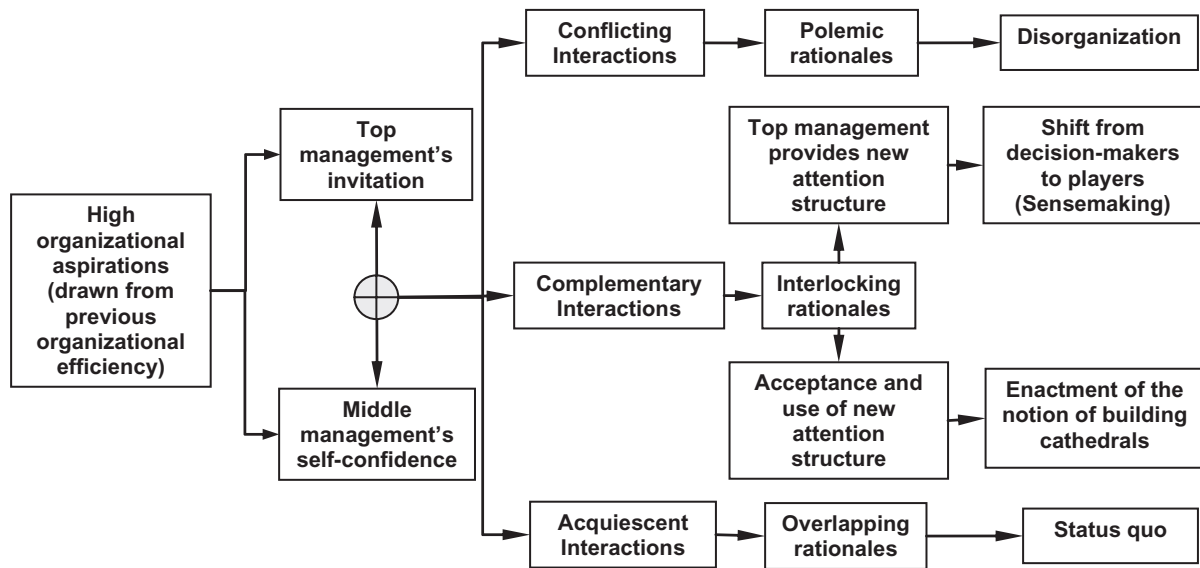 High
organizational
aspirations
(drawn from
previous
organizational
efficiency)
Top
management’s
invitation
Middle
management’s
self-confidence
Conflicting
Interactions
Polemic
rationales
Disorganization
Complementary
Interactions
Interlocking
rationales
Top management
provides new
attention
structure
Shift from
decision-makers
to players
(Sensemaking)
Acceptance and
use of new
attention
structure
Enactment of the
notion of building
cathedrals
Acquiescent
Interactions
Overlapping
rationales
Status quo